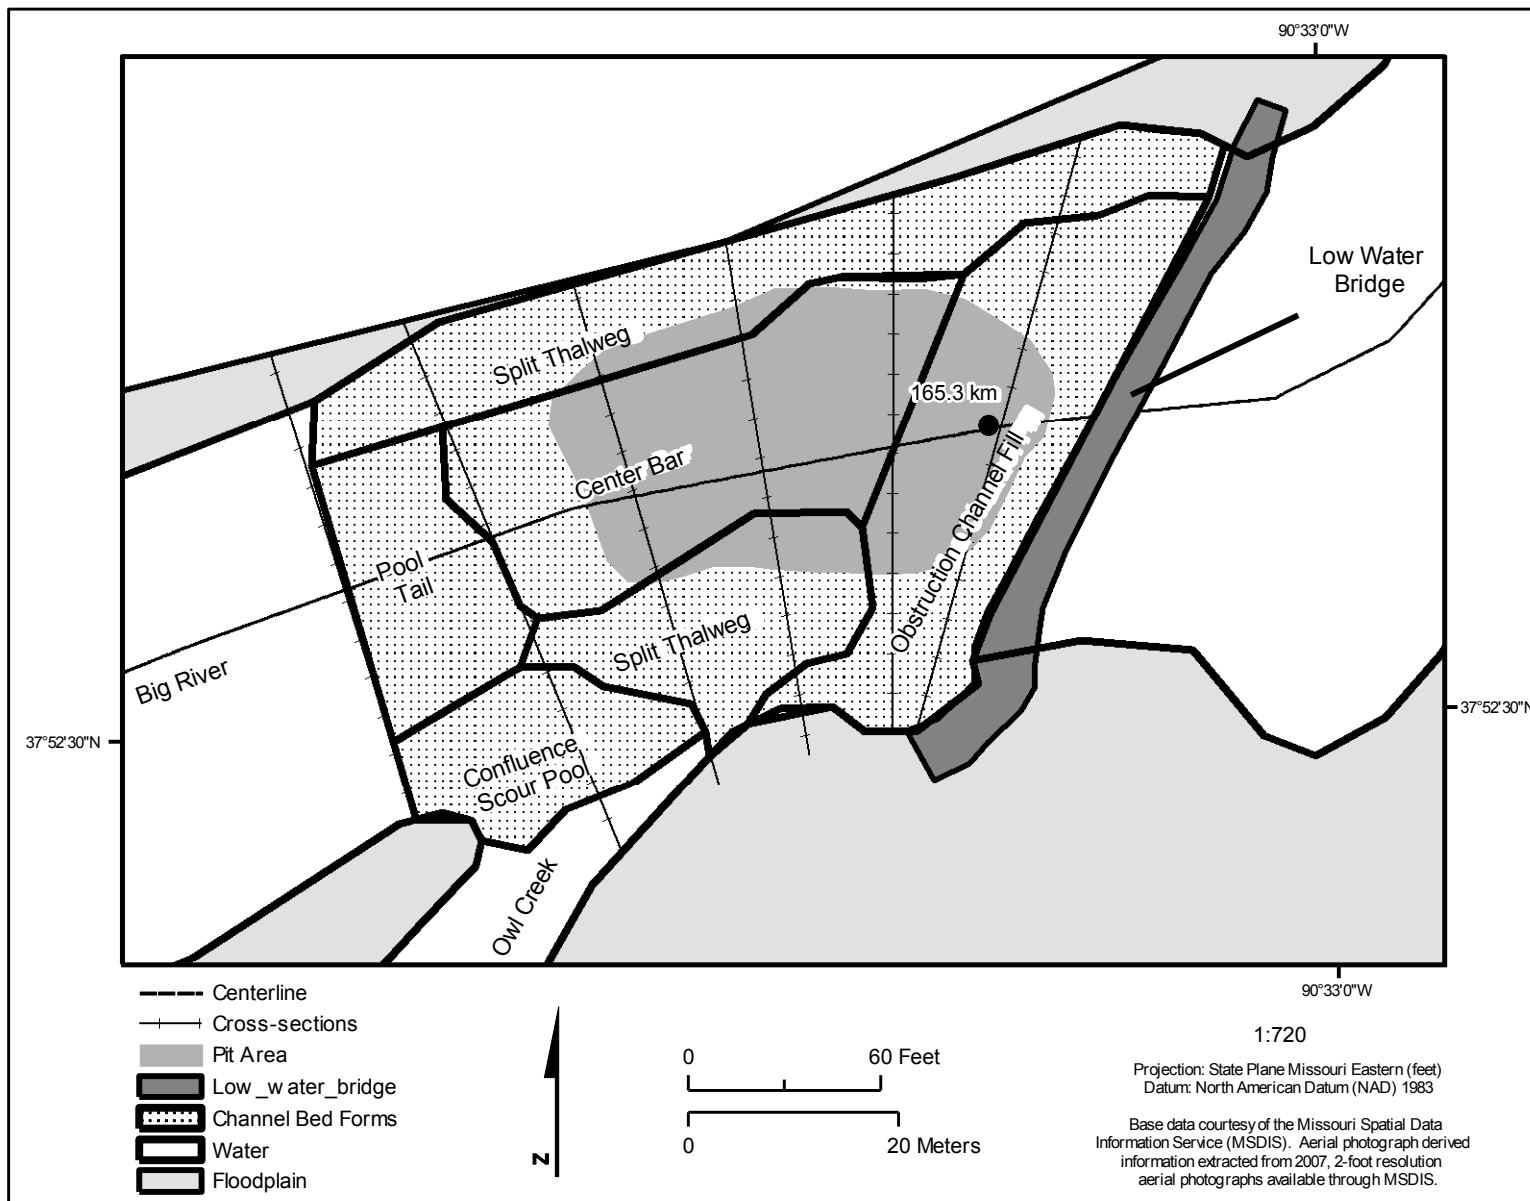 90°33'0"W
Low Water
Bridge
Split Thalweg
165.3 km
Center Bar
Obstruction Channel Fill
Pool
Tail
Split Thalweg
Big River
37°52'30"N
37°52'30"N
Confluence
Scour Pool
Owl Creek
90°33'0"W
Centerline
Cross-sections
Pit Area
Low_water_bridge
Channel Bed Forms
Water
Floodplain
N
0 60 Feet
0 20 Meters
1:720
Projection: State Plane Missouri Eastern (feet)
Datum: North American Datum (NAD) 1983
Base data courtesy of the Missouri Spatial Data
Information Service (MSDIS). Aerial photograph derived
information extracted from 2007, 2-foot resolution
aerial photographs available through MSDIS.